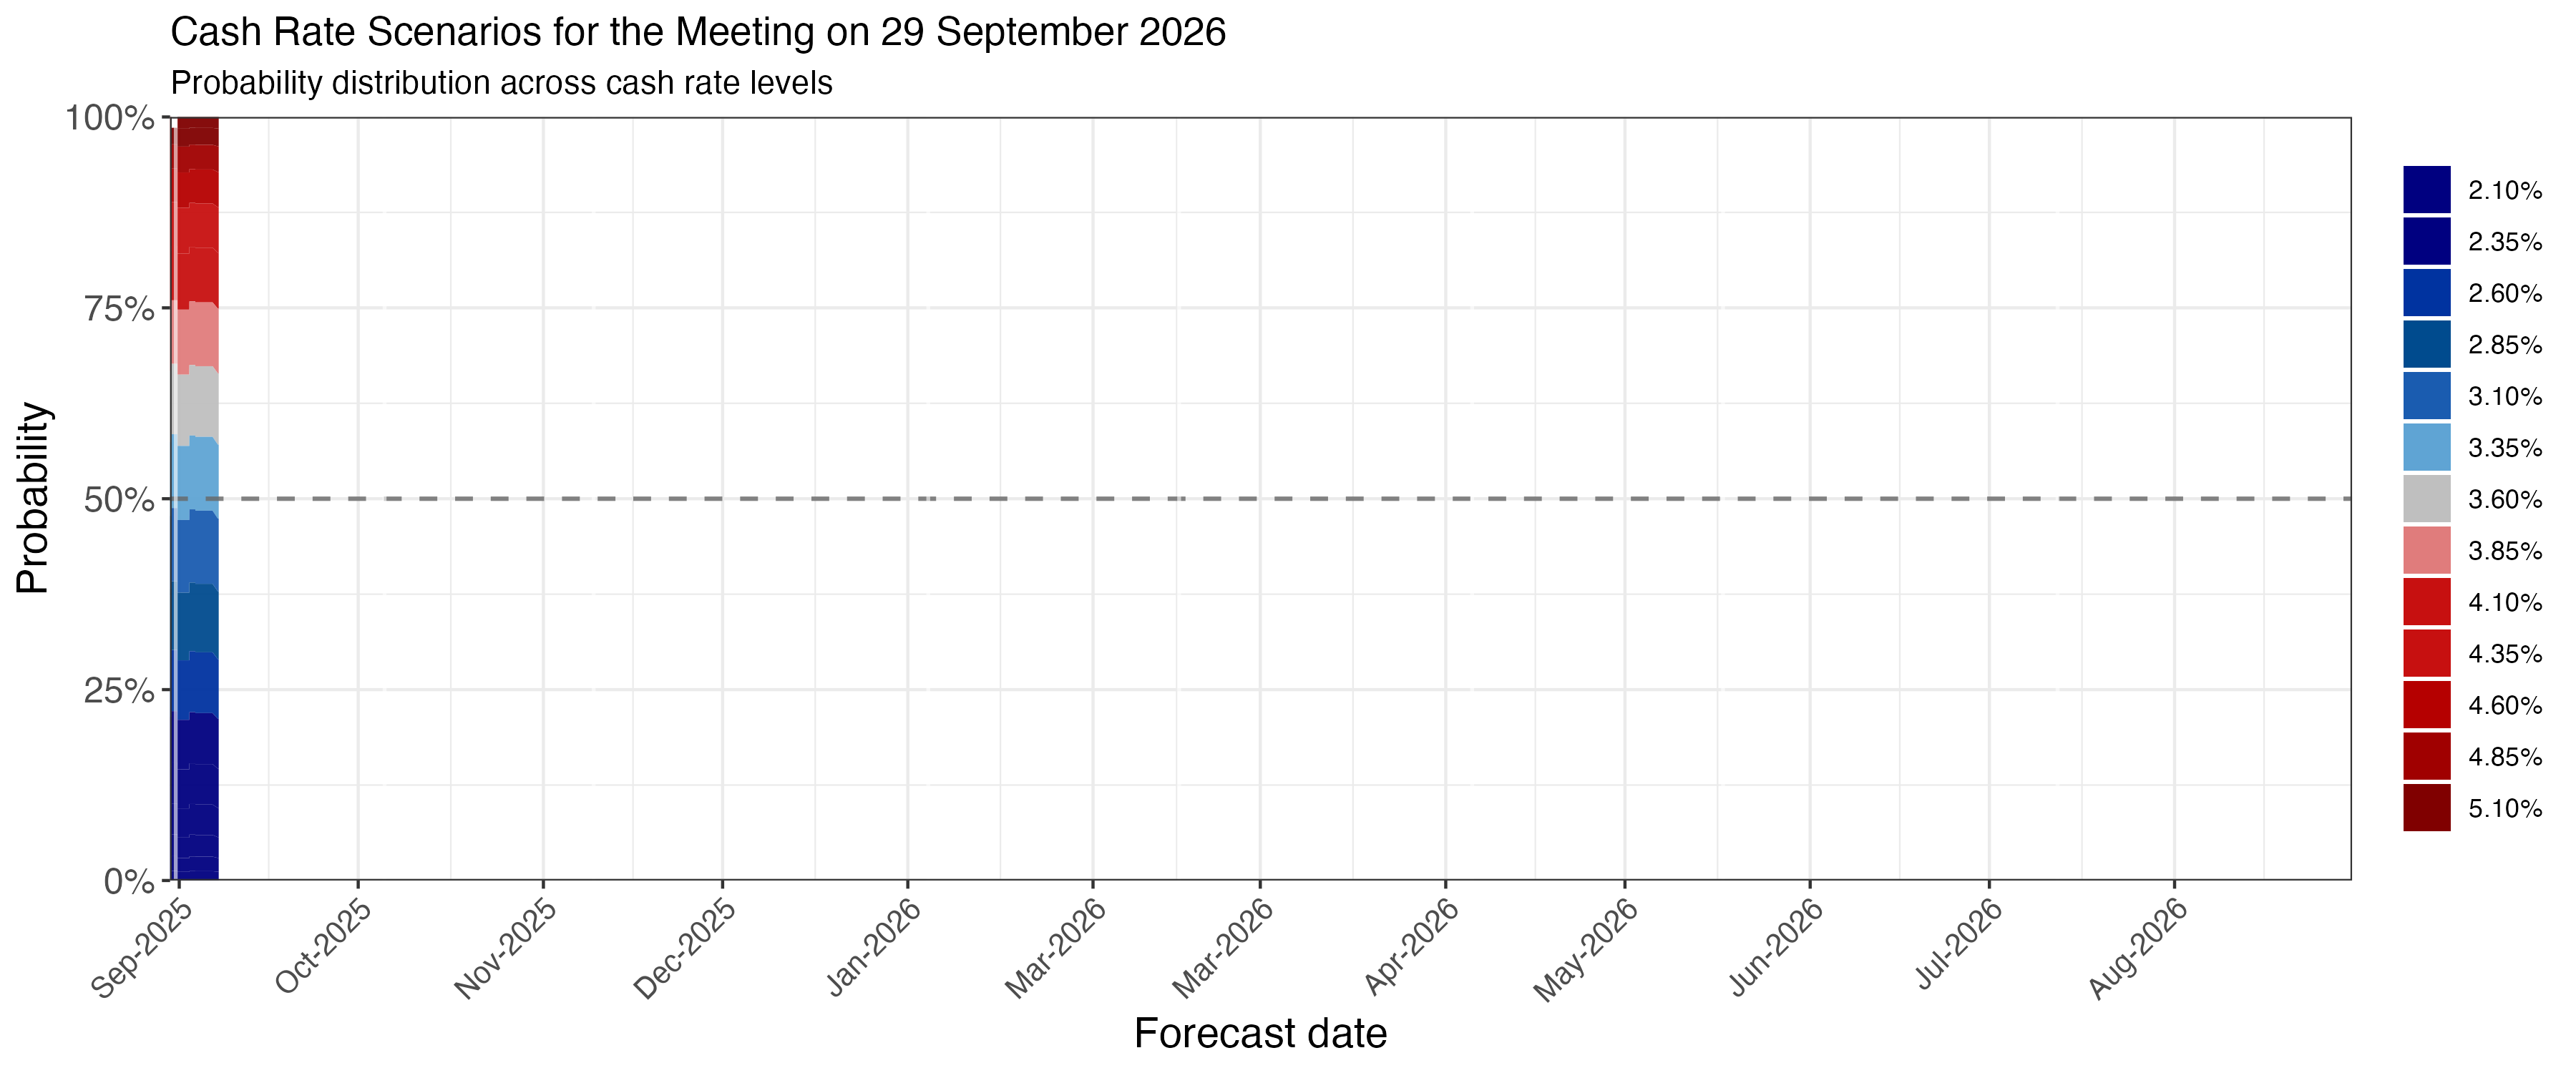 Cash Rate Scenarios for the Meeting on 29 September 2026
Probability distribution across cash rate levels
100%
75%
50%
25%
0%
Probability
Sep-2025
Oct-2025
Nov-2025
Dec-2025
Jan-2026
Mar-2026
Mar-2026
Apr-2026
May-2026
Jun-2026
Jul-2026
Aug-2026
Forecast date
2.10%
2.35%
2.60%
2.85%
3.10%
3.35%
3.60%
3.85%
4.10%
4.35%
4.60%
4.85%
5.10%